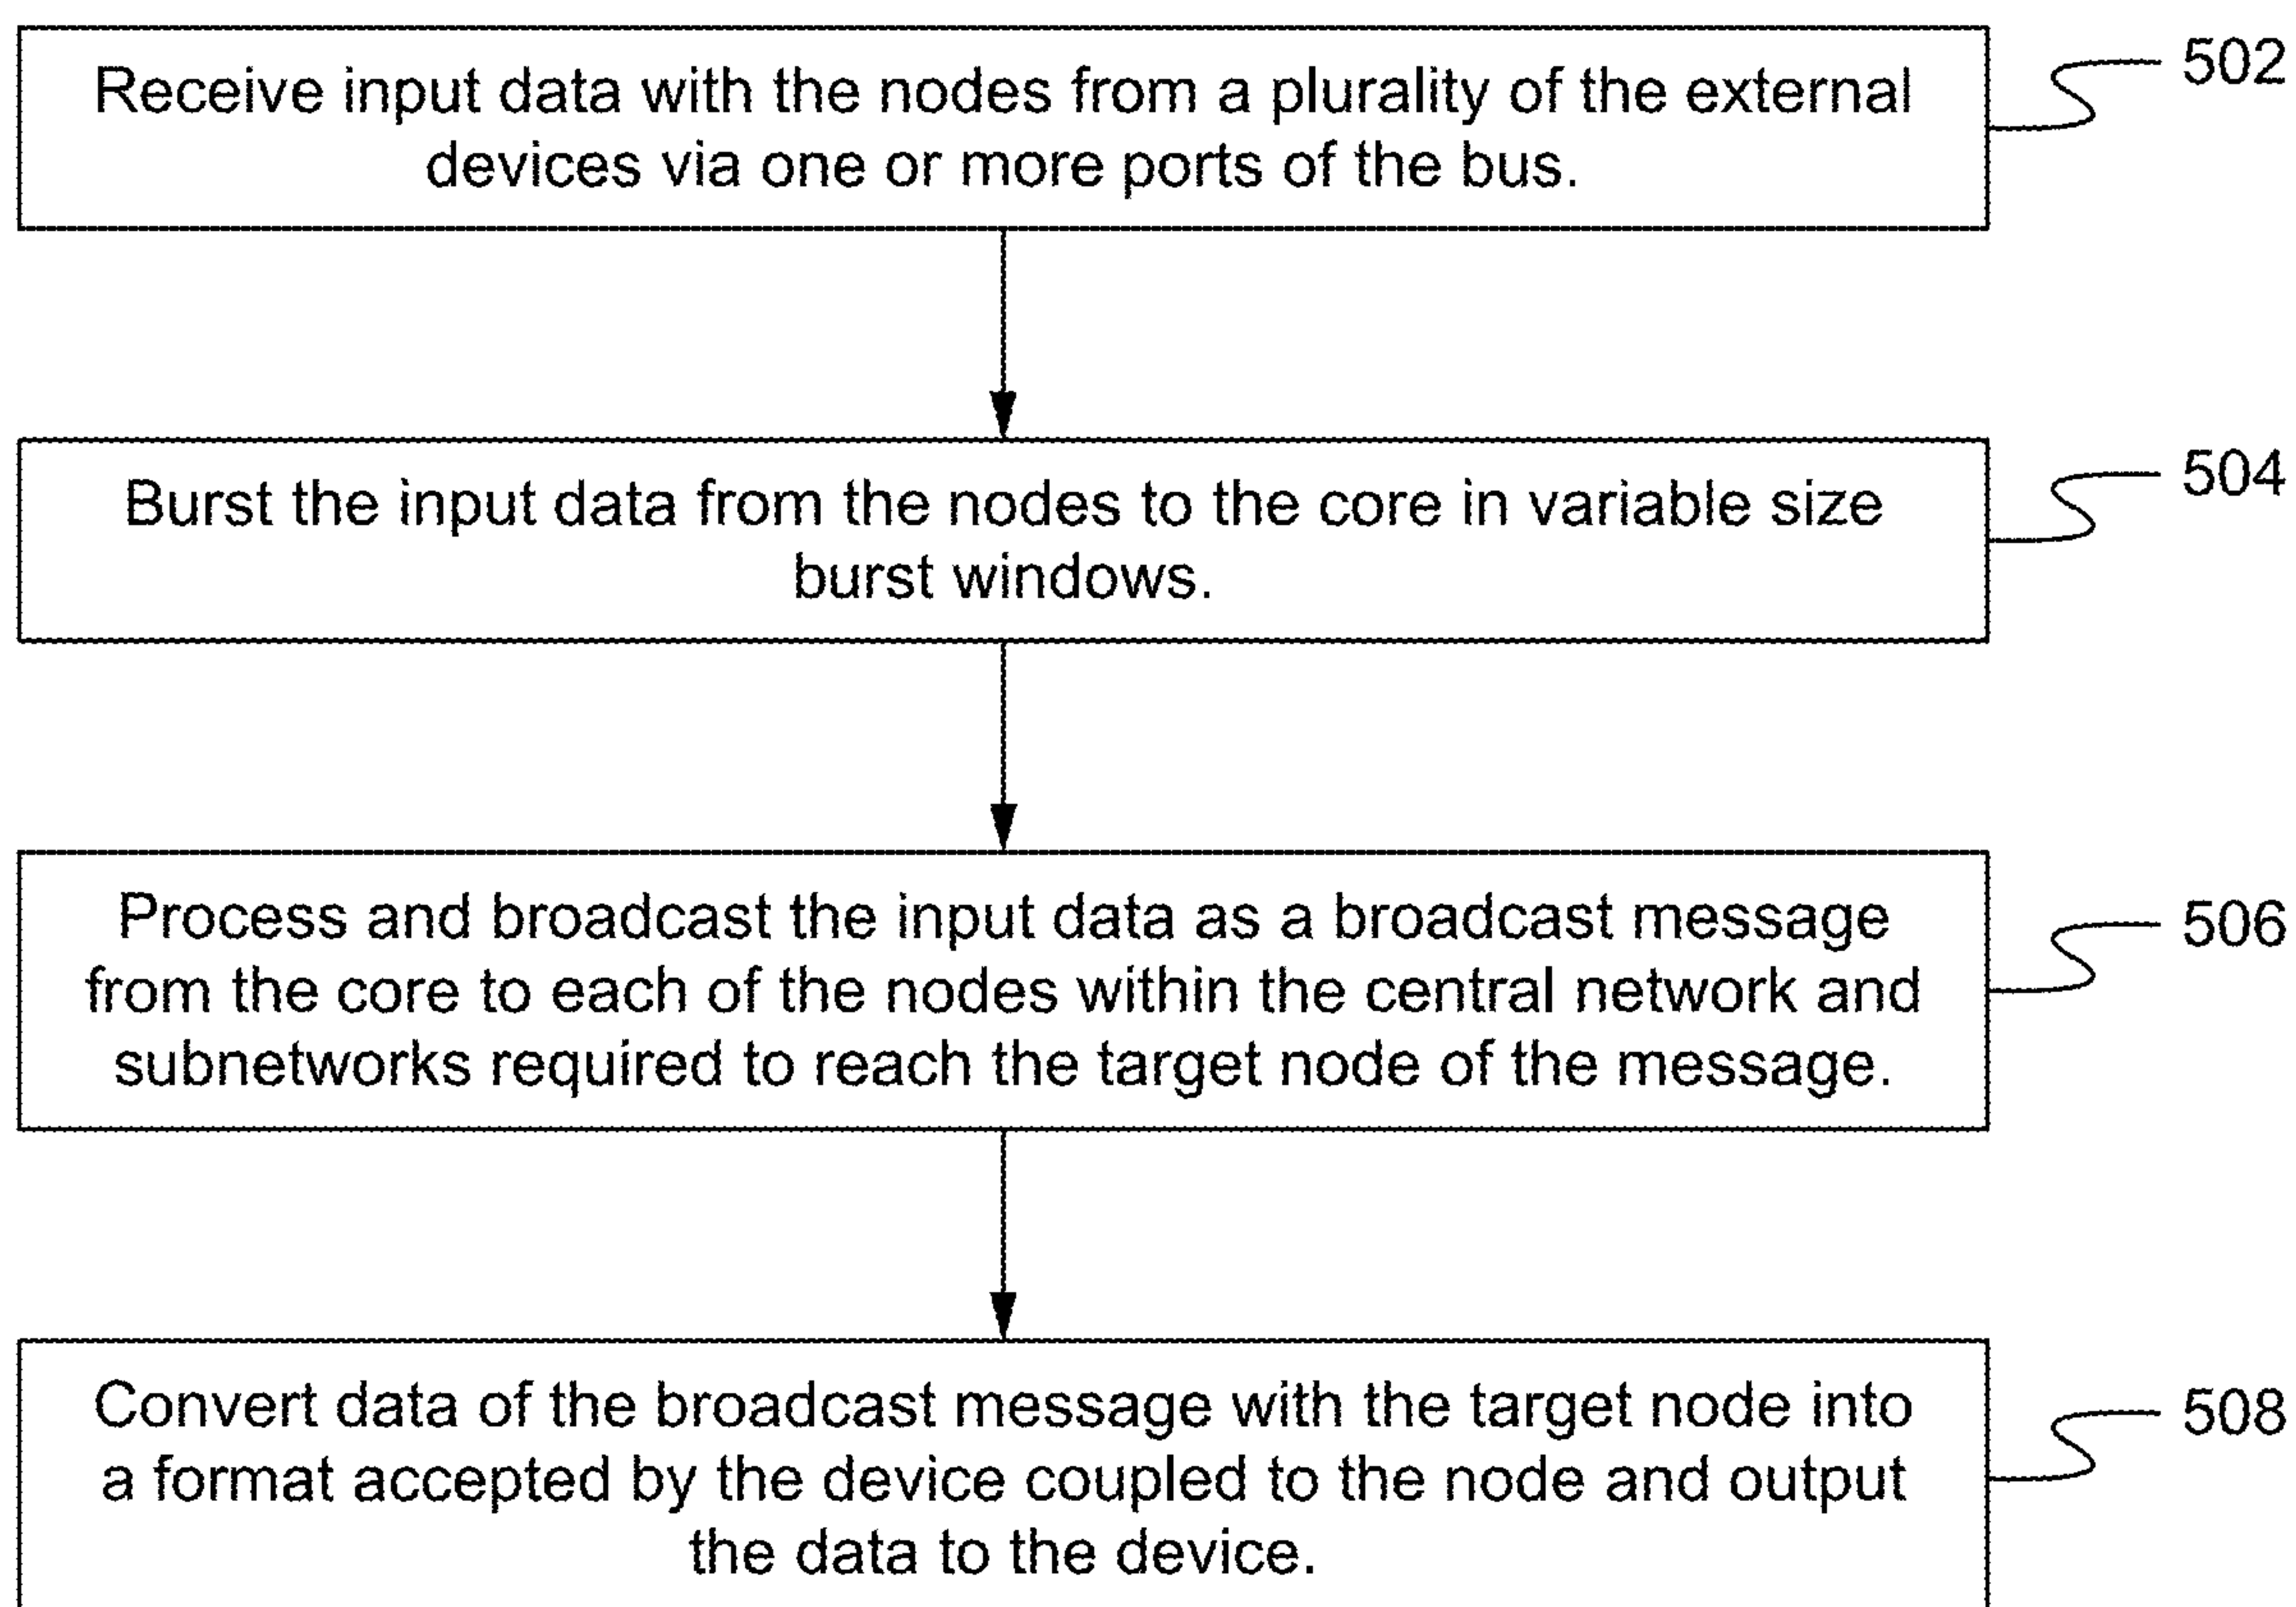 Receive input data with the nodes from a plurality of the external
devices via one or more ports of the bus.
502
Burst the input data from the nodes to the core in variable size
burst windows.
504
Process and broadcast the input data as a broadcast message
from the core to each of the nodes within the central network and
subnetworks required to reach the target node of the message.
506
Convert data of the broadcast message with the target node into
a format accepted by the device coupled to the node and output
the data to the device.
508